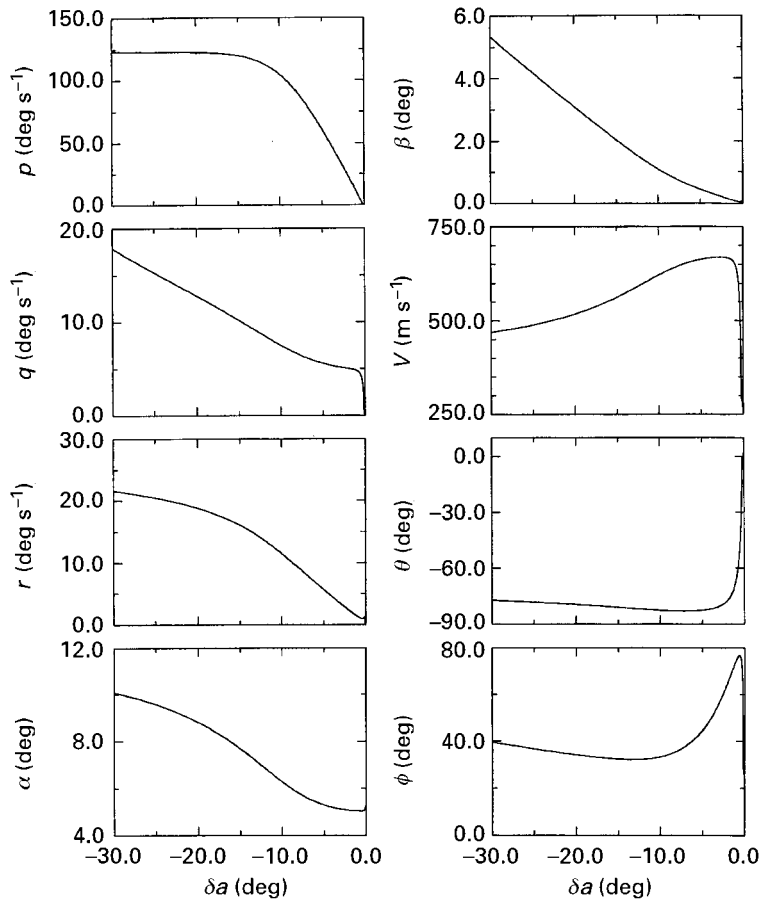 150.0
100.0
50.0
0.0
p (deg s⁻¹)
6.0
4.0
2.0
0.0
β (deg)
20.0
10.0
0.0
q (deg s⁻¹)
750.0
500.0
250.0
V (m s⁻¹)
30.0
20.0
10.0
0.0
r (deg s⁻¹)
0.0
−30.0
−60.0
−90.0
θ (deg)
12.0
8.0
4.0
α (deg)
−30.0 −20.0 −10.0 0.0
δa (deg)
80.0
40.0
0.0
ϕ (deg)
−30.0 −20.0 −10.0 0.0
δa (deg)